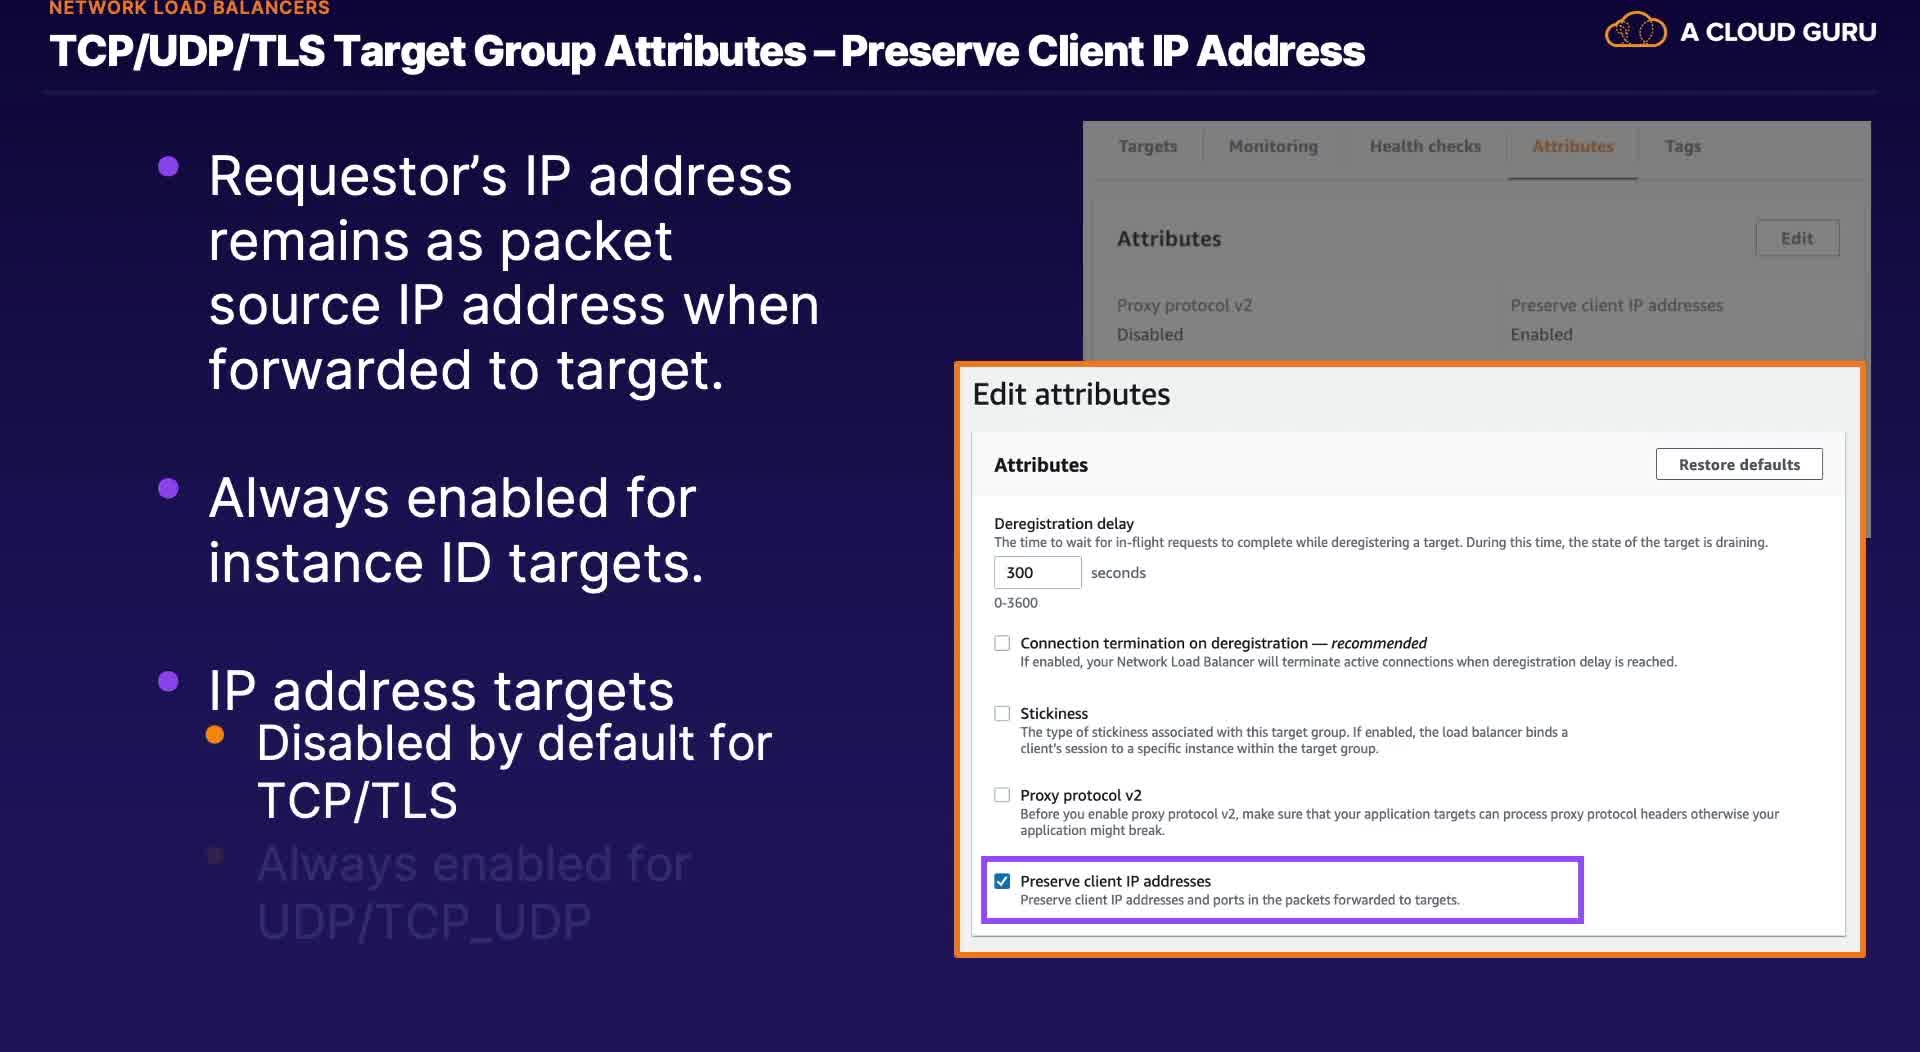 NETWORK LOAD BALANCERS
TCP/UDP/TLS Target Group Attributes – Preserve Client IP Address
A CLOUD GURU
Requestor’s IP address
remains as packet
source IP address when
forwarded to target.
Always enabled for
instance ID targets.
IP address targets
Disabled by default for
TCP/TLS
Always enabled for
UDP/TCP_UDP
Targets Monitoring Health checks Attributes Tags
Attributes Edit
Proxy protocol v2 Preserve client IP addresses
Disabled Enabled
Edit attributes
Attributes Restore defaults
Deregistration delay
The time to wait for in-flight requests to complete while deregistering a target. During this time, the state of the target is draining.
300 seconds
0-3600
Connection termination on deregistration — recommended
If enabled, your Network Load Balancer will terminate active connections when deregistration delay is reached.
Stickiness
The type of stickiness associated with this target group. If enabled, the load balancer binds a
client's session to a specific instance within the target group.
Proxy protocol v2
Before you enable proxy protocol v2, make sure that your application targets can process proxy protocol headers otherwise your
application might break.
Preserve client IP addresses
Preserve client IP addresses and ports in the packets forwarded to targets.